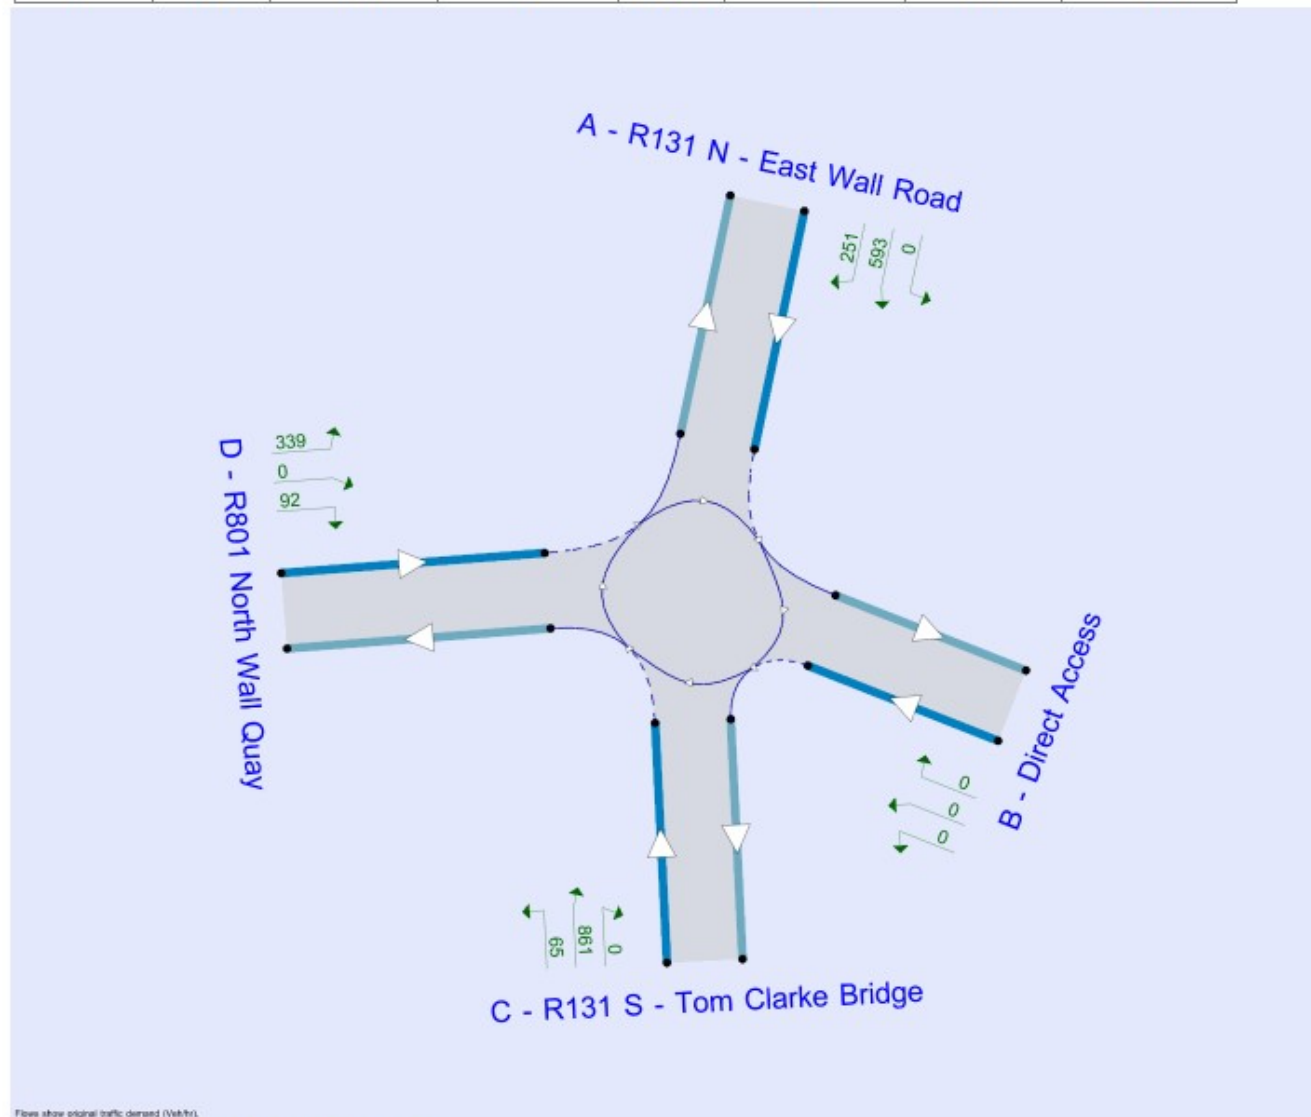 A - R131 N - East Wall Road
251
593
0
339
0
92
D - R801 North Wall Quay
B - Direct Access
0
0
0
65
861
0
C - R131 S - Tom Clarke Bridge
Flows show original traffic demand (Veh/hr).